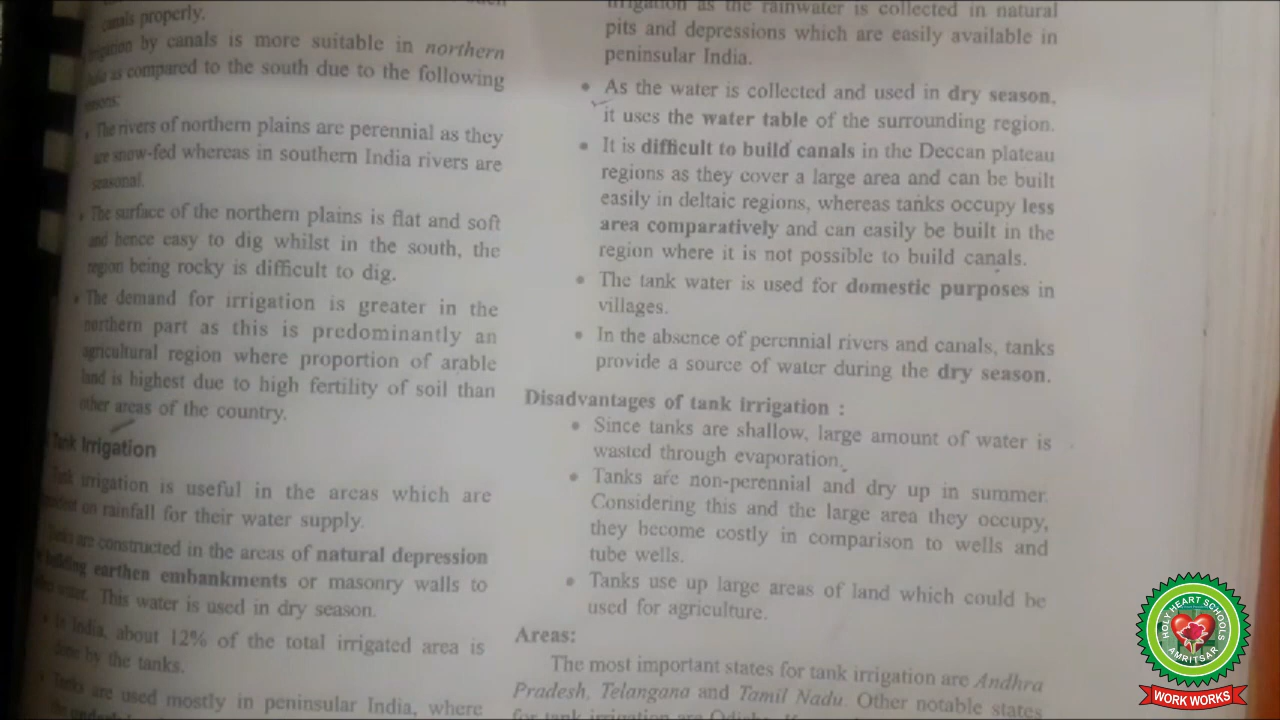 canals properly.
by canals is more suitable in northern
as compared to the south due to the following
• The rivers of northern plains are perennial as they
are snow-fed whereas in southern India rivers are
seasonal.
• The surface of the northern plains is flat and soft
and hence easy to dig whilst in the south, the
region being rocky is difficult to dig.
• The demand for irrigation is greater in the
northern part as this is predominantly an
agricultural region where proportion of arable
land is highest due to high fertility of soil than
other areas of the country.
Tank Irrigation
Tank irrigation is useful in the areas which are
on rainfall for their water supply.
are constructed in the areas of natural depression
building earthen embankments or masonry walls to
water. This water is used in dry season.
• In India, about 12% of the total irrigated area is
done by the tanks.
• Tanks are used mostly in peninsular India, where
irrigation as the rainwater is collected in natural
pits and depressions which are easily available in
peninsular India.
• As the water is collected and used in dry season,
it uses the water table of the surrounding region.
• It is difficult to build canals in the Deccan plateau
regions as they cover a large area and can be built
easily in deltaic regions, whereas tanks occupy less
area comparatively and can easily be built in the
region where it is not possible to build canals.
• The tank water is used for domestic purposes in
villages.
• In the absence of perennial rivers and canals, tanks
provide a source of water during the dry season.
Disadvantages of tank irrigation :
• Since tanks are shallow, large amount of water is
wasted through evaporation.
• Tanks are non-perennial and dry up in summer.
Considering this and the large area they occupy,
they become costly in comparison to wells and
tube wells.
• Tanks use up large areas of land which could be
used for agriculture.
Areas:
The most important states for tank irrigation are Andhra
Pradesh, Telangana and Tamil Nadu. Other notable states
for tank irrigation are Odisha,
HOLY HEART SCHOOLS
AMRITSAR
WORK WORKS